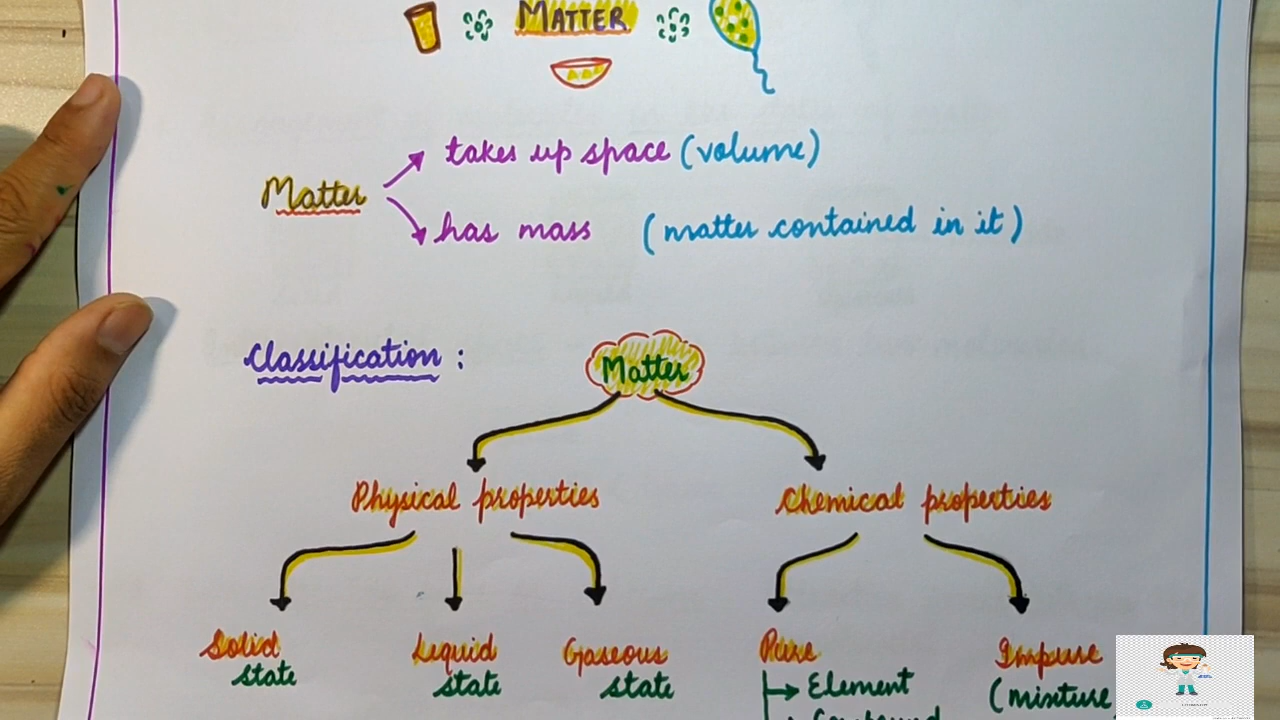 MATTER
takes up space (volume)
Matter
has mass (matter contained in it)
Classification :
Matter
Physical properties Chemical properties
Solid state
Liquid state
Gaseous state
Pure
Element
Compound
Impure
(mixture